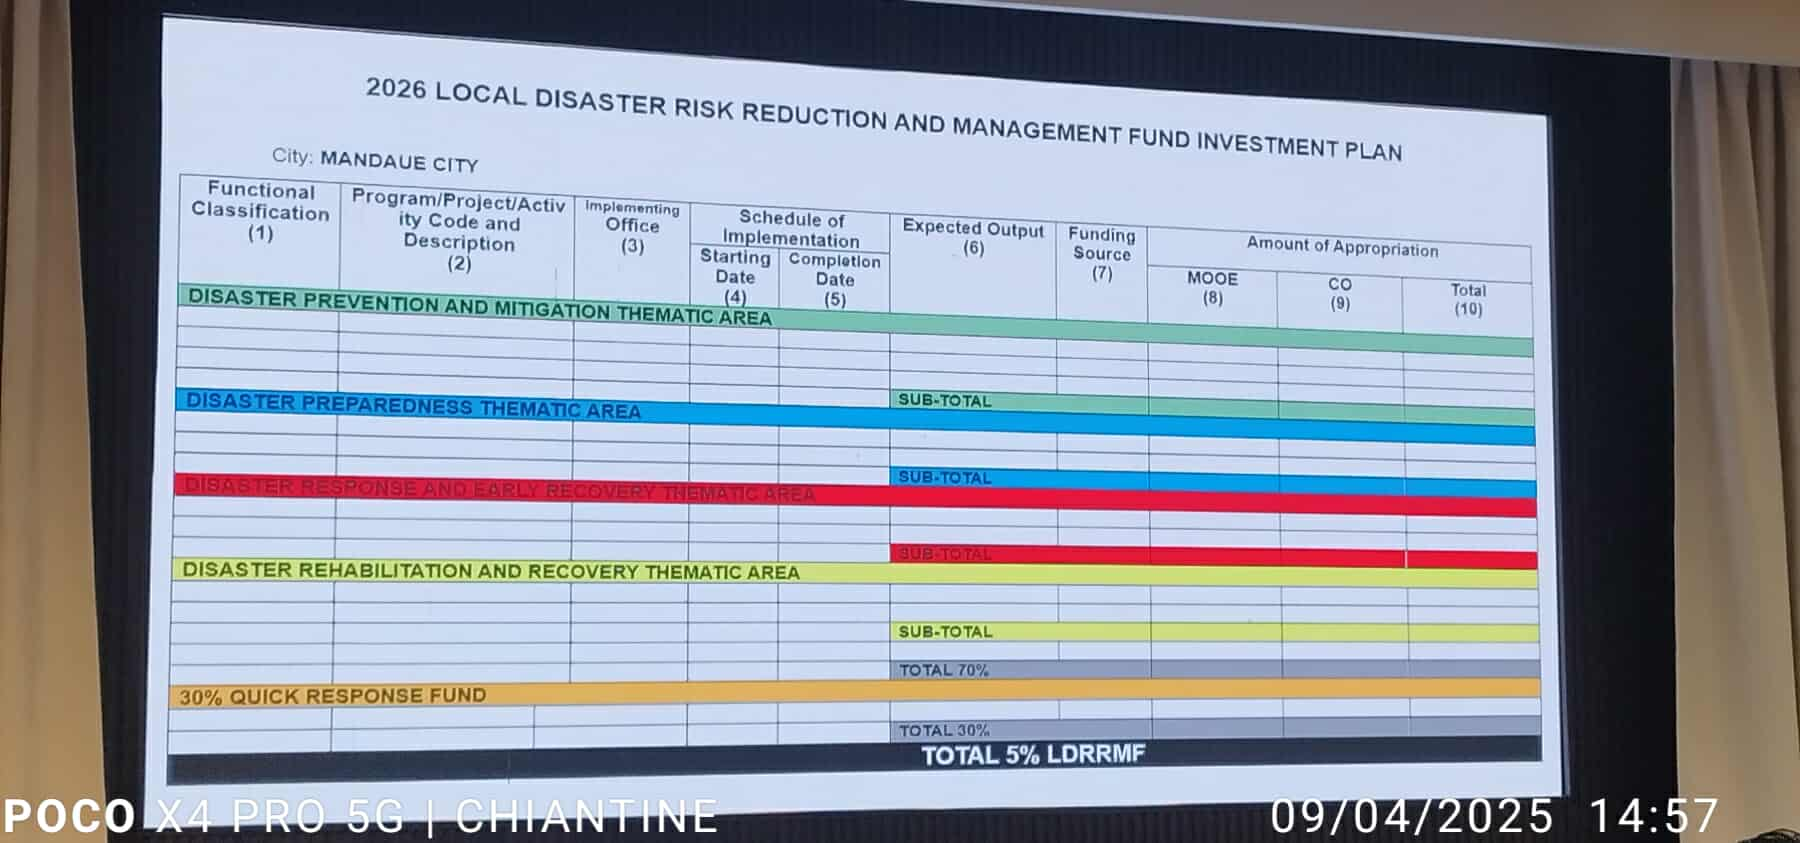 2026 LOCAL DISASTER RISK REDUCTION AND MANAGEMENT FUND INVESTMENT PLAN
City: MANDAUE CITY
Functional
Classification
(1)
Program/Project/Activ
ity Code and
Description
(2)
Implementing
Office
(3)
Schedule of
Implementation
Starting
Date
(4)
Completion
Date
(5)
Expected Output
(6)
Funding
Source
(7)
Amount of Appropriation
MOOE
(8)
CO
(9)
Total
(10)
DISASTER PREVENTION AND MITIGATION THEMATIC AREA
SUB-TOTAL
DISASTER PREPAREDNESS THEMATIC AREA
SUB-TOTAL
DISASTER RESPONSE AND EARLY RECOVERY THEMATIC AREA
SUB-TOTAL
DISASTER REHABILITATION AND RECOVERY THEMATIC AREA
SUB-TOTAL
TOTAL 70%
30% QUICK RESPONSE FUND
TOTAL 30%
TOTAL 5% LDRRMF
POCO X4 PRO 5G | CHIANTINE
09/04/2025 14:57